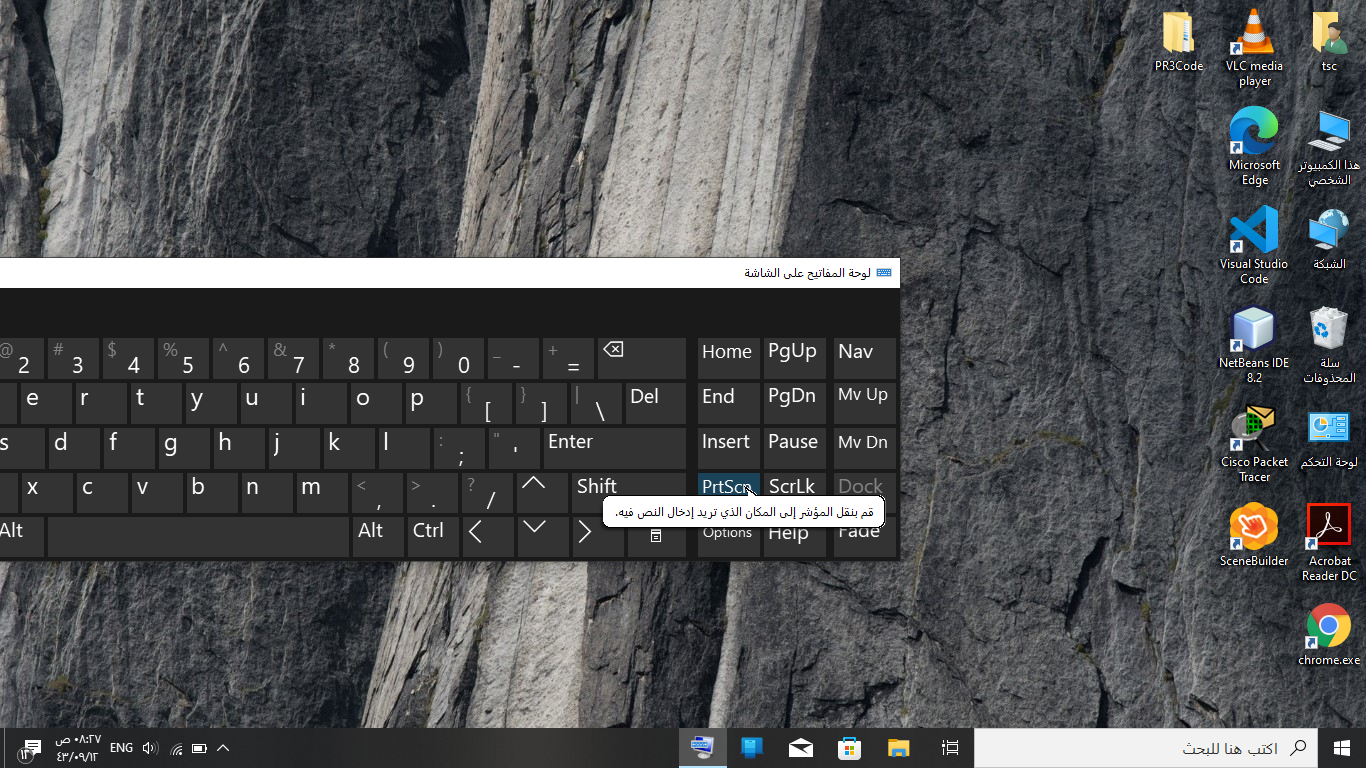 PR3Code
VLC media
player
tsc
Microsoft
Edge
هذا الكمبيوتر
الشخصي
Visual Studio
Code
الشبكة
NetBeans IDE
8.2
سلة
المحذوفات
Cisco Packet
Tracer
لوحة التحكم
SceneBuilder
Acrobat
Reader DC
chrome.exe
لوحة المفاتيح على الشاشة
@ 2 # 3 $ 4 % 5 ^ 6 & 7 * 8 ( 9 ) 0 _ - + = Home PgUp Nav
e r t y u i o p { [ } ] | \ Del End PgDn Mv Up
s d f g h j k l : ; " ' Enter Insert Pause Mv Dn
x c v b n m < , > . ? / Shift PrtScn ScrLk Dock
قم بنقل المؤشر إلى المكان الذي تريد إدخال النص فيه.
Alt Alt Ctrl Options Help Fade
٠٨:٢٧ ص
٤٣/٠٩/١٢
ENG
اكتب هنا للبحث